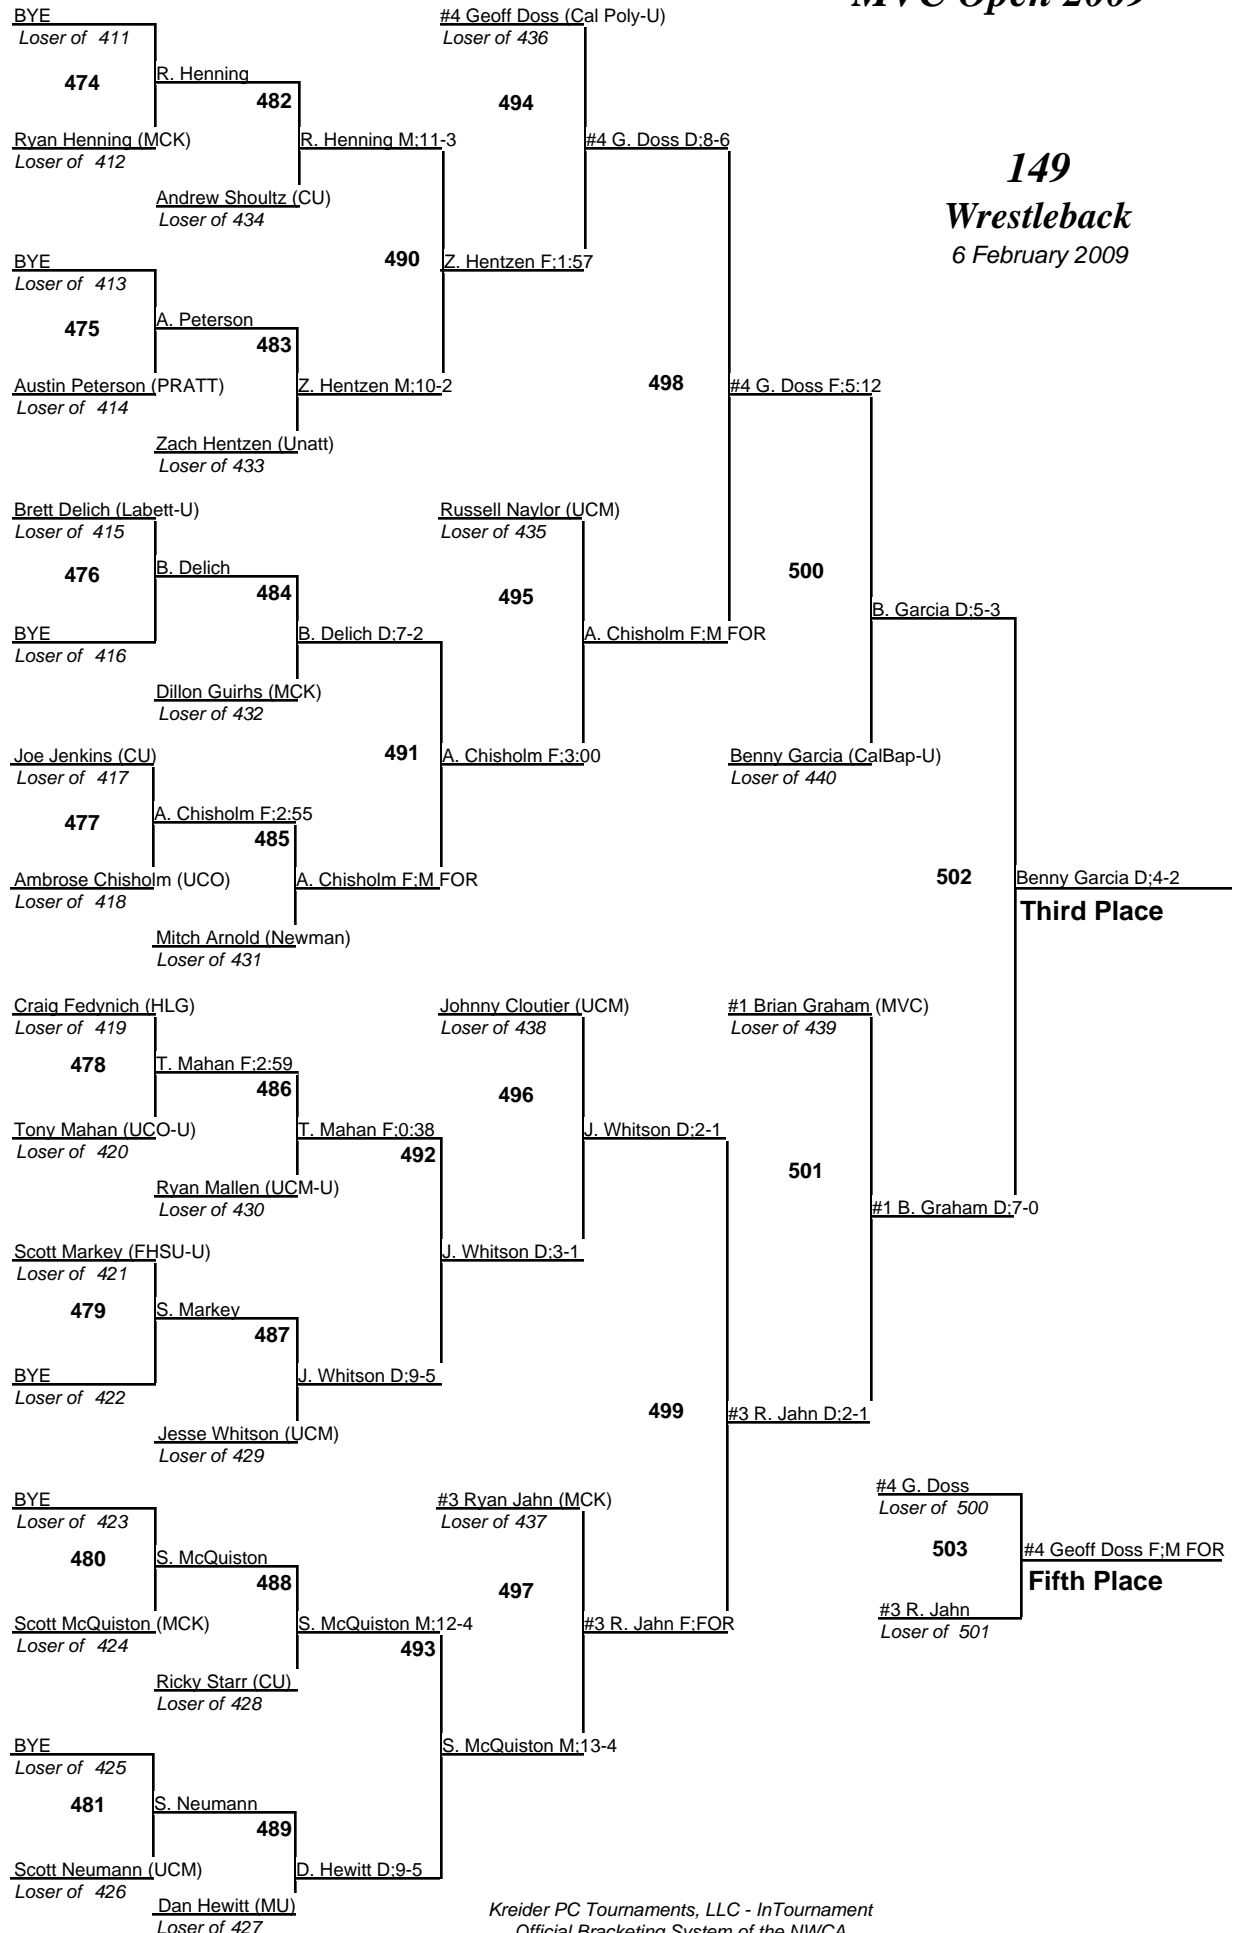 MVC Open 2009
149
Wrestleback
6 February 2009
BYE
Loser of 411
474
R. Henning
482
Ryan Henning (MCK)
Loser of 412
R. Henning M;11-3
Andrew Shoultz (CU)
Loser of 434
490
BYE
Loser of 413
475
A. Peterson
483
Austin Peterson (PRATT)
Loser of 414
Z. Hentzen M;10-2
Zach Hentzen (Unatt)
Loser of 433
#4 Geoff Doss (Cal Poly-U)
Loser of 436
494
#4 G. Doss D;8-6
Z. Hentzen F;1:57
498
#4 G. Doss F;5:12
Brett Delich (Labett-U)
Loser of 415
476
B. Delich
484
BYE
Loser of 416
B. Delich D;7-2
Dillon Guirhs (MCK)
Loser of 432
491
Joe Jenkins (CU)
Loser of 417
477
A. Chisholm F;2:55
485
Ambrose Chisholm (UCO)
Loser of 418
A. Chisholm F;M FOR
Mitch Arnold (Newman)
Loser of 431
Russell Naylor (UCM)
Loser of 435
495
A. Chisholm F;M FOR
A. Chisholm F;3:00
500
B. Garcia D;5-3
Benny Garcia (CalBap-U)
Loser of 440
502
Benny Garcia D;4-2
Third Place
Craig Fedynich (HLG)
Loser of 419
478
T. Mahan F;2:59
486
Tony Mahan (UCO-U)
Loser of 420
T. Mahan F;0:38
492
Ryan Mallen (UCM-U)
Loser of 430
Scott Markey (FHSU-U)
Loser of 421
479
S. Markey
487
BYE
Loser of 422
J. Whitson D;9-5
Jesse Whitson (UCM)
Loser of 429
Johnny Cloutier (UCM)
Loser of 438
496
J. Whitson D;2-1
J. Whitson D;3-1
#1 Brian Graham (MVC)
Loser of 439
501
#1 B. Graham D;7-0
499
#3 R. Jahn D;2-1
BYE
Loser of 423
480
S. McQuiston
488
Scott McQuiston (MCK)
Loser of 424
S. McQuiston M;12-4
493
Ricky Starr (CU)
Loser of 428
BYE
Loser of 425
481
S. Neumann
489
Scott Neumann (UCM)
Loser of 426
D. Hewitt D;9-5
Dan Hewitt (MU)
Loser of 427
#3 Ryan Jahn (MCK)
Loser of 437
497
#3 R. Jahn F;FOR
S. McQuiston M;13-4
#4 G. Doss
Loser of 500
503
#4 Geoff Doss F;M FOR
Fifth Place
#3 R. Jahn
Loser of 501
Kreider PC Tournaments, LLC - InTournament
Official Bracketing System of the NWCA